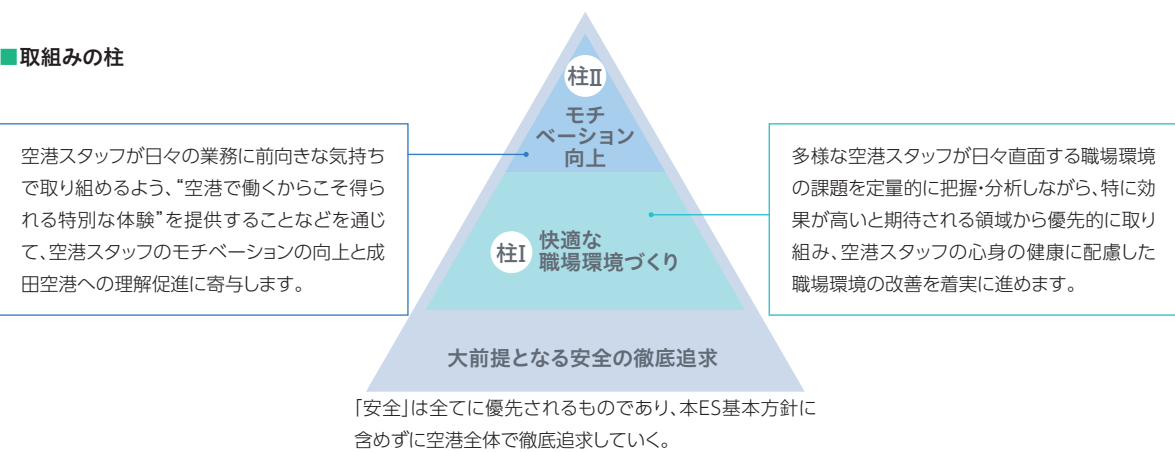 ■取組みの柱
柱Ⅱ
モチ
ベーション
向上
空港スタッフが日々の業務に前向きな気持ち
で取り組めるよう、“空港で働くからこそ得ら
れる特別な体験”を提供することなどを通じ
て、空港スタッフのモチベーションの向上と成
田空港への理解促進に寄与します。
多様な空港スタッフが日々直面する職場環境
の課題を定量的に把握・分析しながら、特に効
果が高いと期待される領域から優先的に取り
組み、空港スタッフの心身の健康に配慮した
職場環境の改善を着実に進めます。
柱Ⅰ
快適な
職場環境づくり
大前提となる安全の徹底追求
「安全」は全てに優先されるものであり、本ES基本方針に
含めずに空港全体で徹底追求していく。